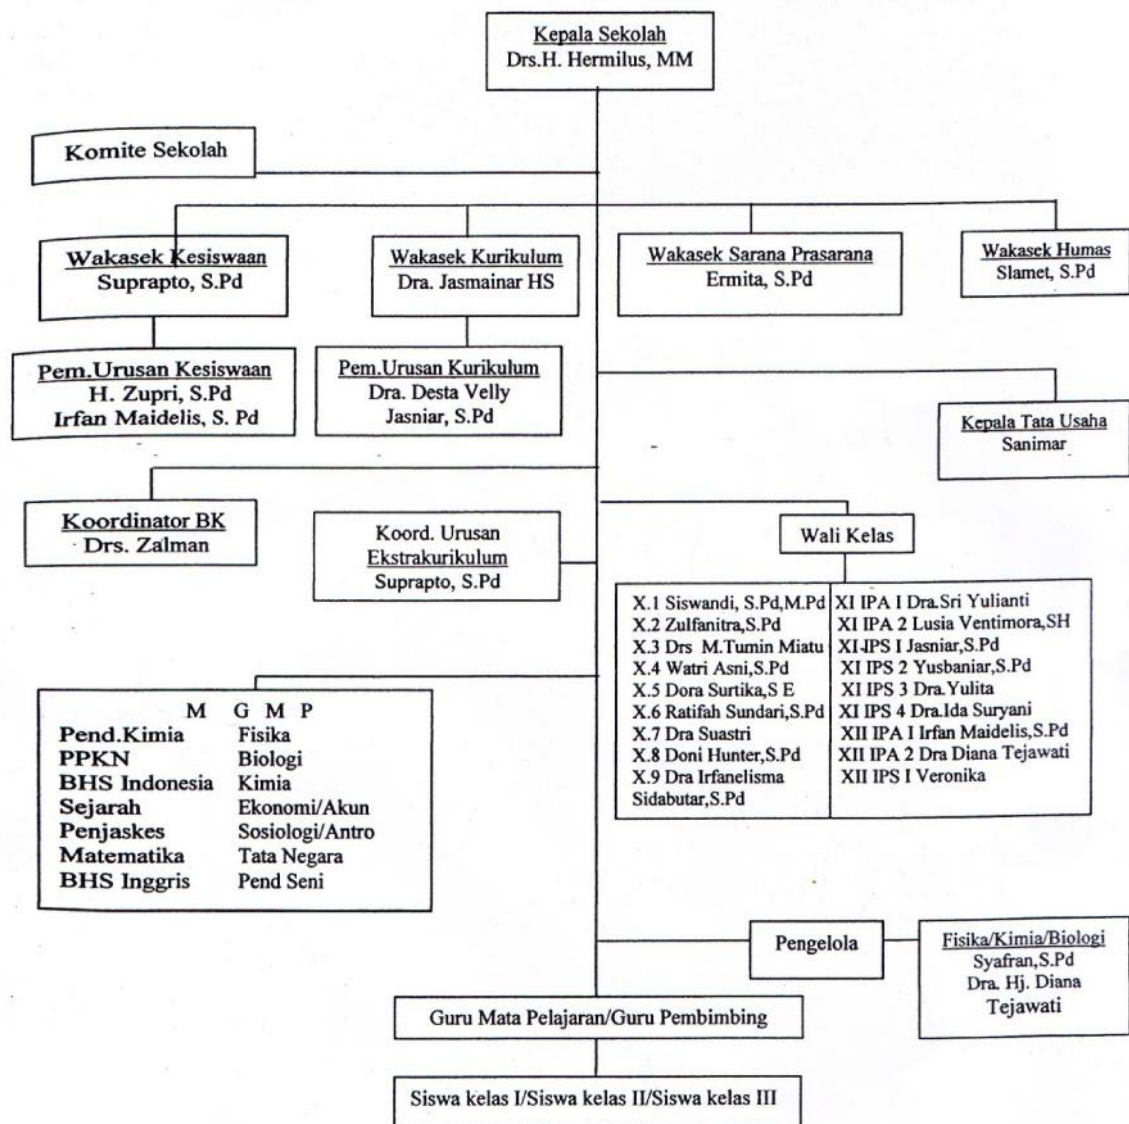 Kepala Sekolah
Drs.H. Hermilus, MM
Komite Sekolah
Wakasek Kesiswaan
Suprapto, S.Pd
Wakasek Kurikulum
Dra. Jasmainar HS
Wakasek Sarana Prasarana
Ermita, S.Pd
Wakasek Humas
Slamet, S.Pd
Pem.Urusan Kesiswaan
H. Zupri, S.Pd
Irfan Maidelis, S. Pd
Pem.Urusan Kurikulum
Dra. Desta Velly
Jasniar, S.Pd
Kepala Tata Usaha
Sanimar
Koordinator BK
Drs. Zalman
Koord. Urusan
Ekstrakurikulum
Suprapto, S.Pd
Wali Kelas
X.1 Siswandi, S.Pd,M.Pd
X.2 Zulfanitra,S.Pd
X.3 Drs M.Tumin Miatu
X.4 Watri Asni,S.Pd
X.5 Dora Surtika,S E
X.6 Ratifah Sundari,S.Pd
X.7 Dra Suastri
X.8 Doni Hunter,S.Pd
X.9 Dra Irfanelisma
Sidabutar,S.Pd
XI IPA I Dra.Sri Yulianti
XI IPA 2 Lusia Ventimora,SH
XI.IPS I Jasniar,S.Pd
XI IPS 2 Yusbaniar,S.Pd
XI IPS 3 Dra.Yulita
XI IPS 4 Dra.Ida Suryani
XII IPA I Irfan Maidelis,S.Pd
XII IPA 2 Dra Diana Tejawati
XII IPS I Veronika
M G M P
Pend.Kimia Fisika
PPKN Biologi
BHS Indonesia Kimia
Sejarah Ekonomi/Akun
Penjaskes Sosiologi/Antro
Matematika Tata Negara
BHS Inggris Pend Seni
Pengelola
Fisika/Kimia/Biologi
Syafran,S.Pd
Dra. Hj. Diana
Tejawati
Guru Mata Pelajaran/Guru Pembimbing
Siswa kelas I/Siswa kelas II/Siswa kelas III